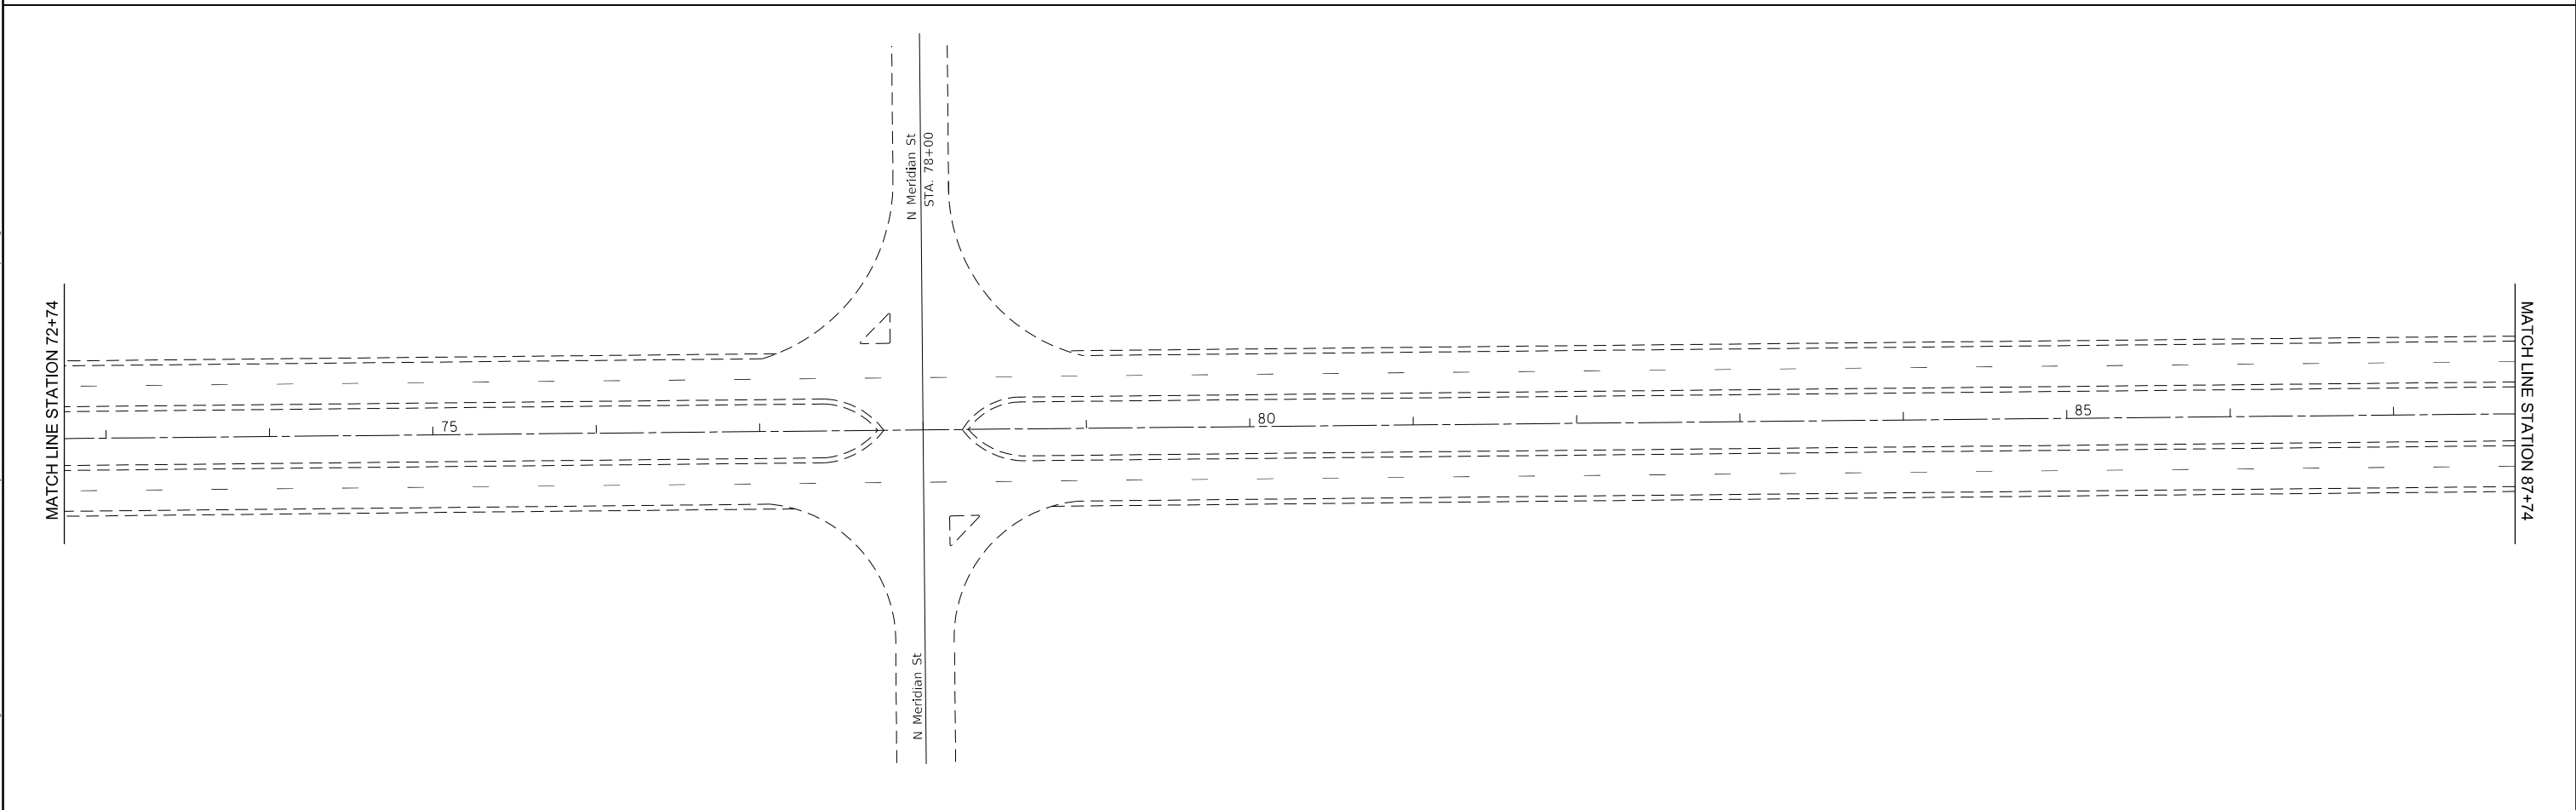 MATCH LINE STATION 72+74
N Meridian St
STA. 78+00
75
80
85
N Meridian St
MATCH LINE STATION 87+74